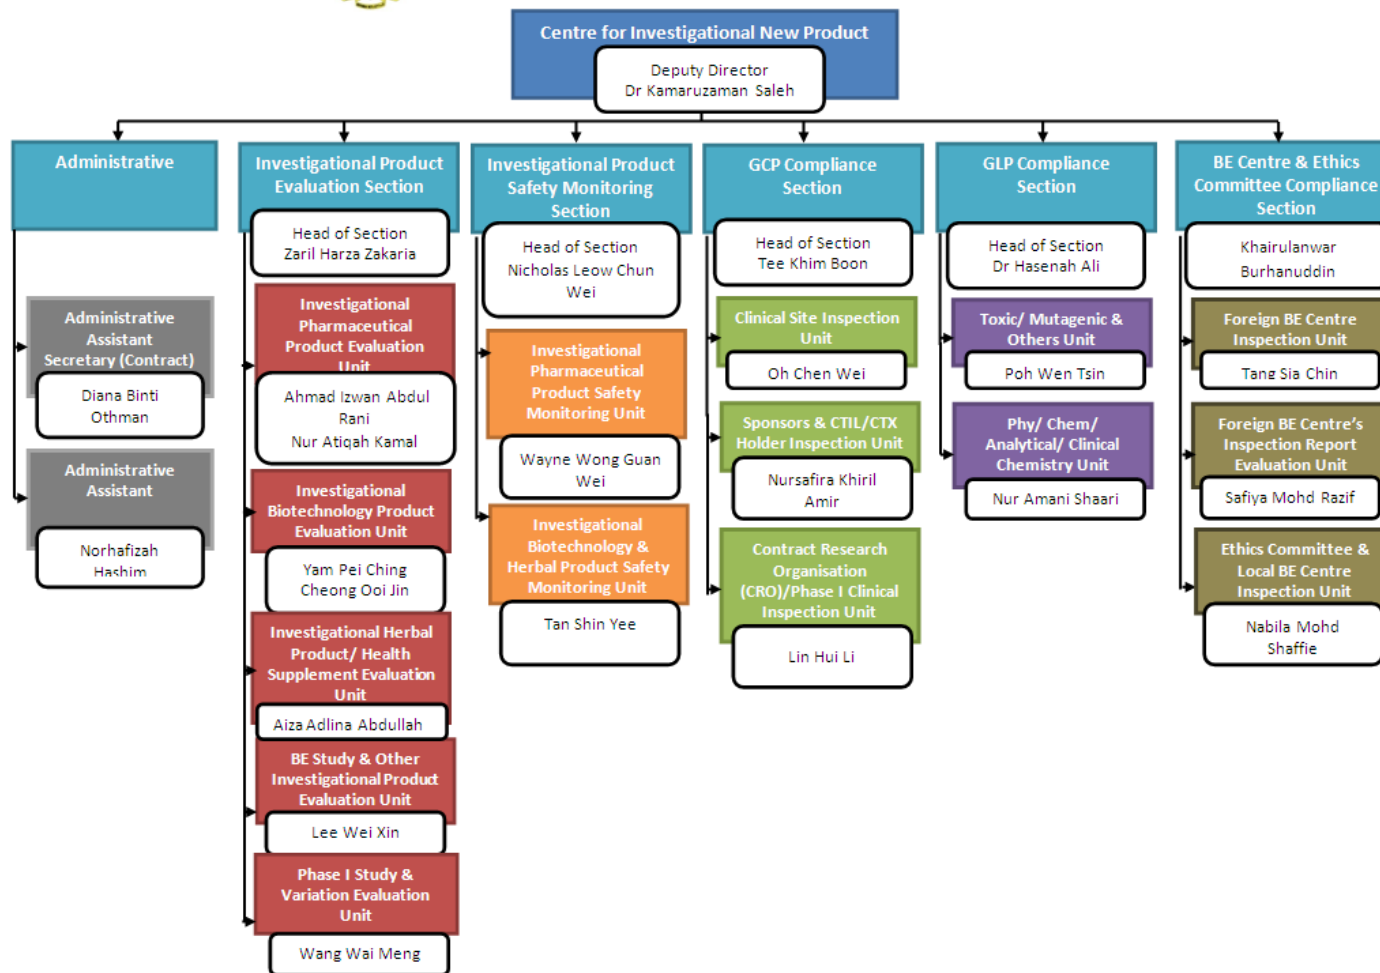 Centre for Investigational New Product
Deputy Director
Dr Kamaruzaman Saleh
Administrative
Administrative
Assistant
Secretary (Contract)
Diana Binti
Othman
Administrative
Assistant
Norhafizah
Hashim
Investigational Product
Evaluation Section
Head of Section
Zaril Harza Zakaria
Investigational
Pharmaceutical
Product Evaluation
Unit
Ahmad Izwan Abdul
Rani
Nur Atiqah Kamal
Investigational
Biotechnology Product
Evaluation Unit
Yam Pei Ching
Cheong Ooi Jin
Investigational Herbal
Product/ Health
Supplement Evaluation
Unit
Aiza Adlina Abdullah
BE Study & Other
Investigational Product
Evaluation Unit
Lee Wei Xin
Phase I Study &
Variation Evaluation
Unit
Wang Wai Meng
Investigational Product
Safety Monitoring
Section
Head of Section
Nicholas Leow Chun
Wei
Investigational
Pharmaceutical
Product Safety
Monitoring Unit
Wayne Wong Guan
Wei
Investigational
Biotechnology &
Herbal Product Safety
Monitoring Unit
Tan Shin Yee
GCP Compliance
Section
Head of Section
Tee Khim Boon
Clinical Site Inspection
Unit
Oh Chen Wei
Sponsors & CTIL/CTX
Holder Inspection Unit
Nursafira Khiril
Amir
Contract Research
Organisation
(CRO)/Phase I Clinical
Inspection Unit
Lin Hui Li
GLP Compliance
Section
Head of Section
Dr Hasenah Ali
Toxic/ Mutagenic &
Others Unit
Poh Wen Tsin
Phy/ Chem/
Analytical/ Clinical
Chemistry Unit
Nur Amani Shaari
BE Centre & Ethics
Committee Compliance
Section
Khairulanwar
Burhanuddin
Foreign BE Centre
Inspection Unit
Tang Sia Chin
Foreign BE Centre's
Inspection Report
Evaluation Unit
Safiya Mohd Razif
Ethics Committee &
Local BE Centre
Inspection Unit
Nabila Mohd
Shaffie